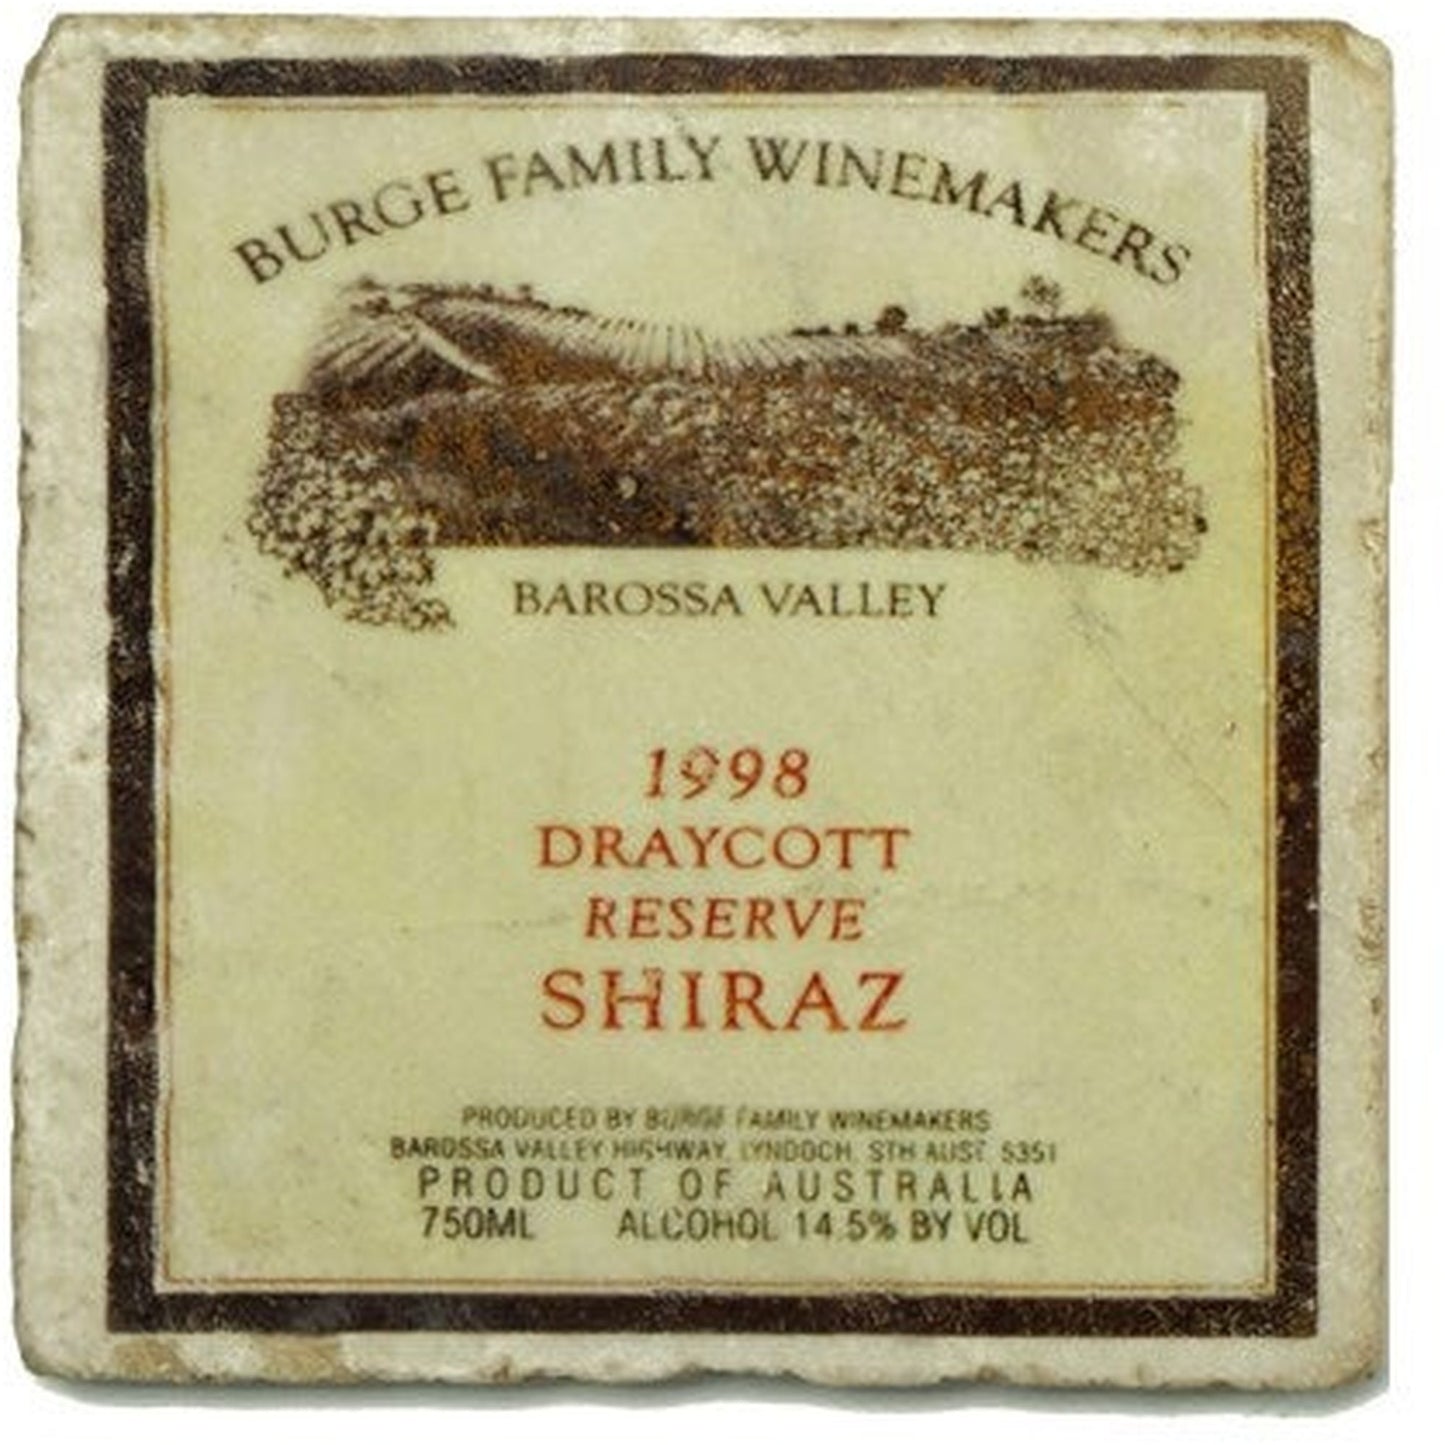 BURGE FAMILY WINEMAKERS
BAROSSA VALLEY
1998
DRAYCOTT
RESERVE
SHIRAZ
PRODUCED BY BURGE FAMILY WINEMAKERS
BAROSSA VALLEY HIGHWAY, LYNDOCH, STH AUST. 5351
PRODUCT OF AUSTRALIA
750ML ALCOHOL 14.5% BY VOL